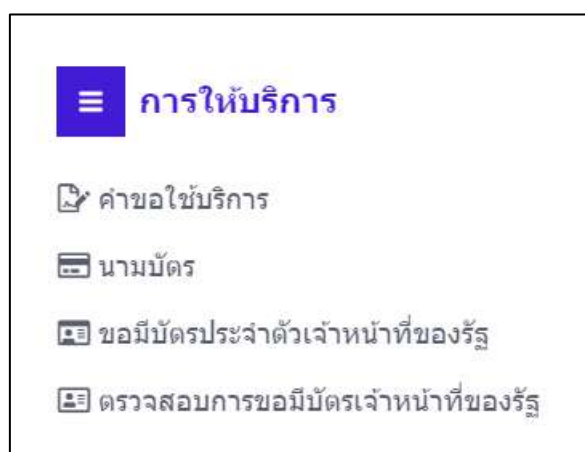 การให้บริการ
คำขอใช้บริการ
นามบัตร
ขอมีบัตรประจำตัวเจ้าหน้าที่ของรัฐ
ตรวจสอบการขอมีบัตรเจ้าหน้าที่ของรัฐ